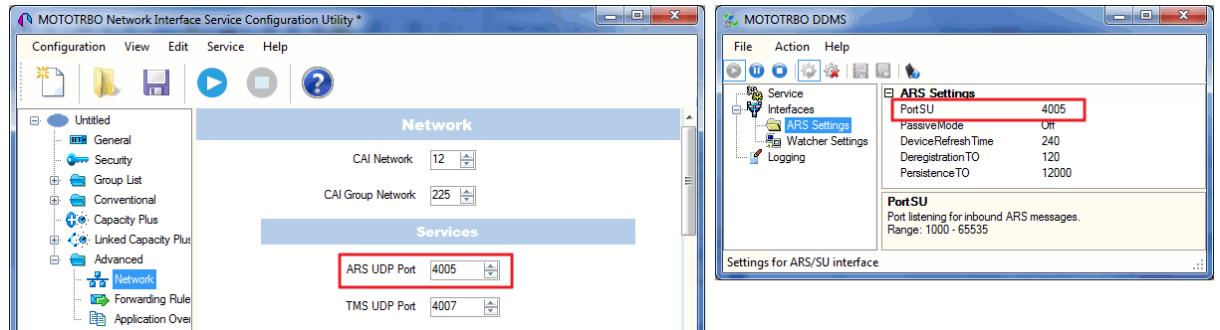 MOTOTRBO Network Interface Service Configuration Utility *
Configuration View Edit Service Help
Untitled
General
Security
Group List
Conventional
Capacity Plus
Linked Capacity Plus
Advanced
Network
Forwarding Rule
Application Over
Network
CAI Network 12
CAI Group Network 225
Services
ARS UDP Port 4005
TMS UDP Port 4007
MOTOTRBO DDMS
File Action Help
Service
Interfaces
ARS Settings
Watcher Settings
Logging
ARS Settings
PortSU 4005
PassiveMode Off
DeviceRefreshTime 240
DeregistrationTO 120
PersistenceTO 12000
PortSU
Port listening for inbound ARS messages.
Range: 1000 - 65535
Settings for ARS/SU interface